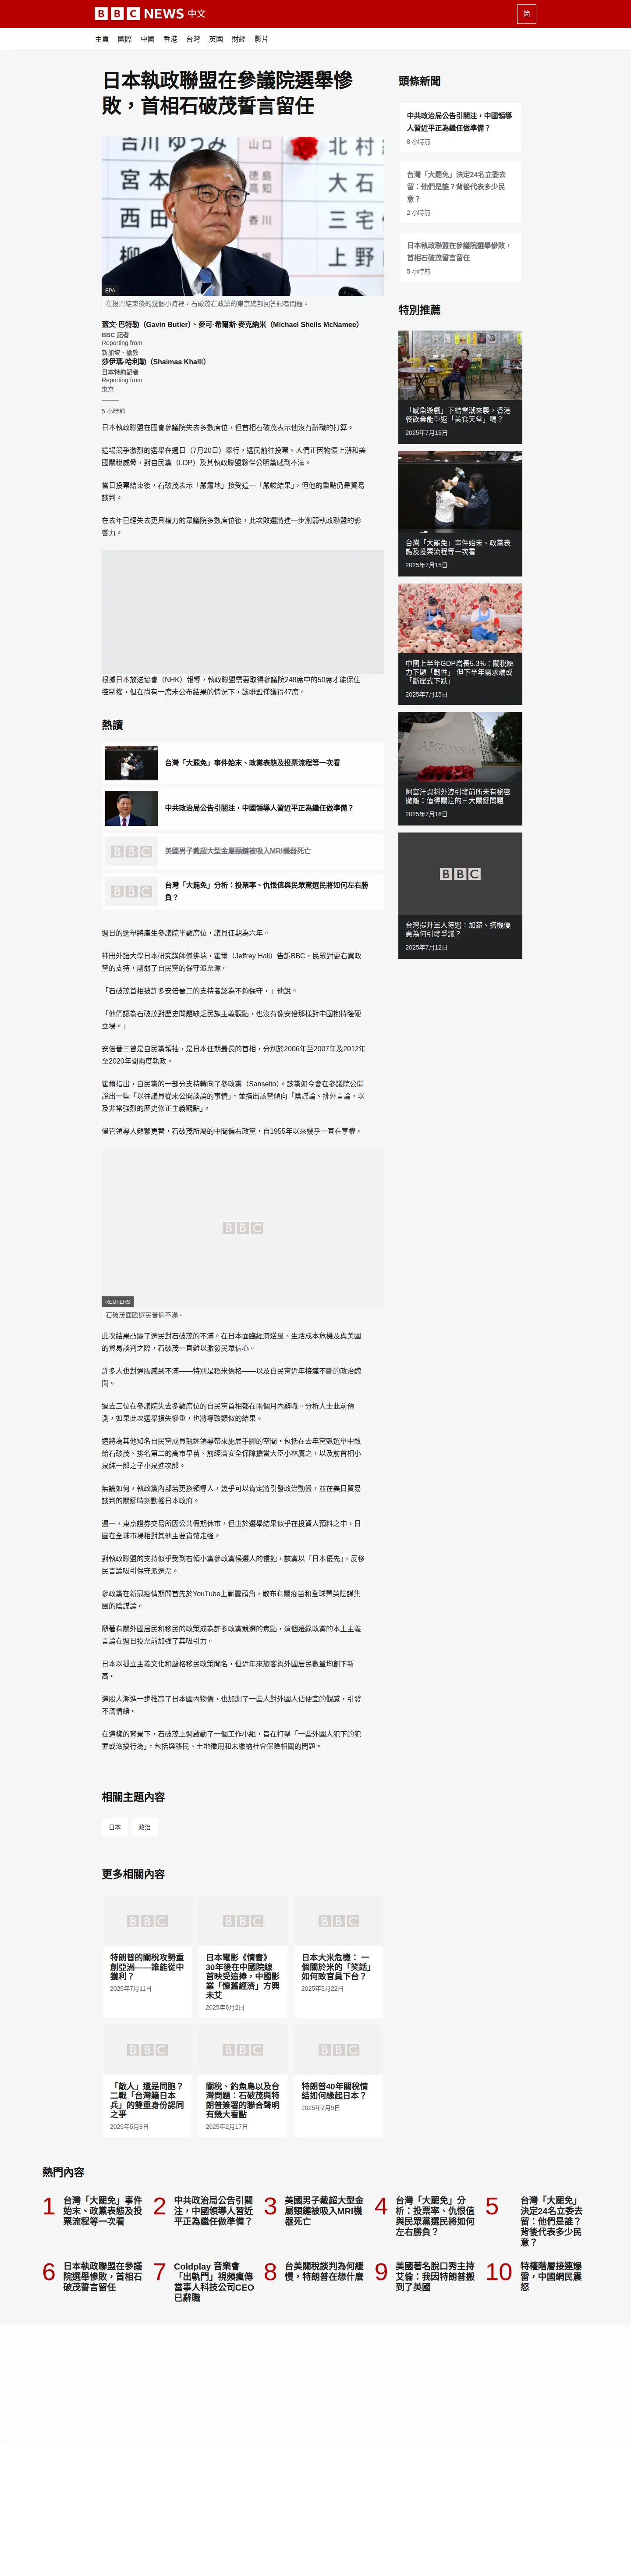 BBC NEWS 中文
简
主頁 國際 中國 香港 台灣 英國 財經 影片
日本執政聯盟在參議院選舉慘
敗，首相石破茂誓言留任
EPA
在投票結束後的幾個小時裡，石破茂在政黨的東京總部回答記者問題。
蓋文·巴特勒（Gavin Butler）、麥可·希爾斯·麥克納米（Michael Sheils McNamee）
BBC 記者
Reporting from
新加坡、倫敦
莎伊瑪·哈利勒（Shaimaa Khalil）
日本特約記者
Reporting from
東京
5 小時前
日本執政聯盟在國會參議院失去多數席位，但首相石破茂表示他沒有辭職的打算。
這場競爭激烈的選舉在週日（7月20日）舉行，選民前往投票。人們正因物價上漲和美
國關稅威脅，對自民黨（LDP）及其執政聯盟夥伴公明黨感到不滿。
當日投票結束後，石破茂表示「嚴肅地」接受這一「嚴峻結果」，但他的重點仍是貿易
談判。
在去年已經失去更具權力的眾議院多數席位後，此次敗選將進一步削弱執政聯盟的影
響力。
根據日本放送協會（NHK）報導，執政聯盟需要取得參議院248席中的50席才能保住
控制權，但在尚有一席未公布結果的情況下，該聯盟僅獲得47席。
熱讀
台灣「大罷免」事件始末、政黨表態及投票流程等一次看
中共政治局公告引關注，中國領導人習近平正為繼任做準備？
美國男子戴超大型金屬頸鏈被吸入MRI機器死亡
台灣「大罷免」分析：投票率、仇恨值與民眾黨選民將如何左右勝
負？
週日的選舉將產生參議院半數席位，議員任期為六年。
神田外語大學日本研究講師傑佛瑞・霍爾（Jeffrey Hall）告訴BBC，民眾對更右翼政
黨的支持，削弱了自民黨的保守派票源。
「石破茂首相被許多安倍晉三的支持者認為不夠保守，」他說。
「他們認為石破茂對歷史問題缺乏民族主義觀點，也沒有像安倍那樣對中國抱持強硬
立場。」
安倍晉三曾是自民黨領袖，是日本任期最長的首相，分別於2006年至2007年及2012年
至2020年間兩度執政。
霍爾指出，自民黨的一部分支持轉向了參政黨（Sanseito）。該黨如今會在參議院公開
說出一些「以往議員從未公開談論的事情」，並指出該黨傾向「陰謀論、排外言論，以
及非常強烈的歷史修正主義觀點」。
儘管領導人頻繁更替，石破茂所屬的中間偏右政黨，自1955年以來幾乎一直在掌權。
BBC
REUTERS
石破茂面臨選民普遍不滿。
此次結果凸顯了選民對石破茂的不滿。在日本面臨經濟逆風、生活成本危機及與美國
的貿易談判之際，石破茂一直難以激發民眾信心。
許多人也對通脹感到不滿——特別是稻米價格——以及自民黨近年接連不斷的政治醜
聞。
過去三位在參議院失去多數席位的自民黨首相都在兩個月內辭職。分析人士此前預
測，如果此次選舉損失慘重，也將導致類似的結果。
這將為其他知名自民黨成員競逐領導帶來施展手腳的空間，包括在去年黨魁選舉中敗
給石破茂、排名第二的高市早苗、前經濟安全保障擔當大臣小林鷹之，以及前首相小
泉純一郎之子小泉進次郎。
無論如何，執政黨內部若更換領導人，幾乎可以肯定將引發政治動盪，並在美日貿易
談判的關鍵時刻動搖日本政府。
週一，東京證券交易所因公共假期休市，但由於選舉結果似乎在投資人預料之中，日
圓在全球市場相對其他主要貨幣走強。
對執政聯盟的支持似乎受到右傾小黨參政黨候選人的侵蝕，該黨以「日本優先」、反移
民言論吸引保守派選票。
參政黨在新冠疫情期間首先於YouTube上嶄露頭角，散布有關疫苗和全球菁英陰謀集
團的陰謀論。
隨著有關外國居民和移民的政策成為許多政黨競選的焦點，這個邊緣政黨的本土主義
言論在週日投票前加強了其吸引力。
日本以孤立主義文化和嚴格移民政策聞名，但近年來旅客與外國居民數量均創下新
高。
這股人潮進一步推高了日本國內物價，也加劇了一些人對外國人佔便宜的觀感，引發
不滿情緒。
在這樣的背景下，石破茂上週啟動了一個工作小組，旨在打擊「一些外國人犯下的犯
罪或滋擾行為」，包括與移民、土地徵用和未繳納社會保險相關的問題。
相關主題內容
日本 政治
更多相關內容
特朗普的關稅攻勢重
創亞洲——誰能從中
獲利？
2025年7月11日
日本電影《情書》
30年後在中國院線
首映受追捧，中國影
業「懷舊經濟」方興
未艾
2025年6月2日
日本大米危機： 一
個關於米的「笑話」
如何致官員下台？
2025年5月22日
「敵人」還是同胞？
二戰「台灣籍日本
兵」的雙重身份認同
之爭
2025年5月8日
關稅、釣魚島以及台
灣問題：石破茂與特
朗普簽署的聯合聲明
有幾大看點
2025年2月17日
特朗普40年關稅情
結如何緣起日本？
2025年2月9日
頭條新聞
中共政治局公告引關注，中國領導
人習近平正為繼任做準備？
8 小時前
台灣「大罷免」決定24名立委去
留：他們是誰？背後代表多少民
意？
2 小時前
日本執政聯盟在參議院選舉慘敗，
首相石破茂誓言留任
5 小時前
特別推薦
「魷魚遊戲」下結業潮來襲，香港
餐飲業能重返「美食天堂」嗎？
2025年7月15日
台灣「大罷免」事件始末、政黨表
態及投票流程等一次看
2025年7月15日
中國上半年GDP增長5.3%：關稅壓
力下顯「韌性」 但下半年需求端或
「斷崖式下跌」
2025年7月15日
阿富汗資料外洩引發前所未有秘密
撤離：值得關注的三大關鍵問題
2025年7月16日
BBC
台灣提升軍人待遇：加薪、搭機優
惠為何引發爭議？
2025年7月12日
熱門內容
1 台灣「大罷免」事件
始末、政黨表態及投
票流程等一次看
2 中共政治局公告引關
注，中國領導人習近
平正為繼任做準備？
3 美國男子戴超大型金
屬頸鏈被吸入MRI機
器死亡
4 台灣「大罷免」分
析：投票率、仇恨值
與民眾黨選民將如何
左右勝負？
5 台灣「大罷免」
決定24名立委去
留：他們是誰？
背後代表多少民
意？
6 日本執政聯盟在參議
院選舉慘敗，首相石
破茂誓言留任
7 Coldplay 音樂會
「出軌門」視頻瘋傳
當事人科技公司CEO
已辭職
8 台美關稅談判為何緩
慢，特朗普在想什麼
9 美國著名脫口秀主持
艾倫：我因特朗普搬
到了英國
10 特權階層接連爆
雷，中國網民震
怒